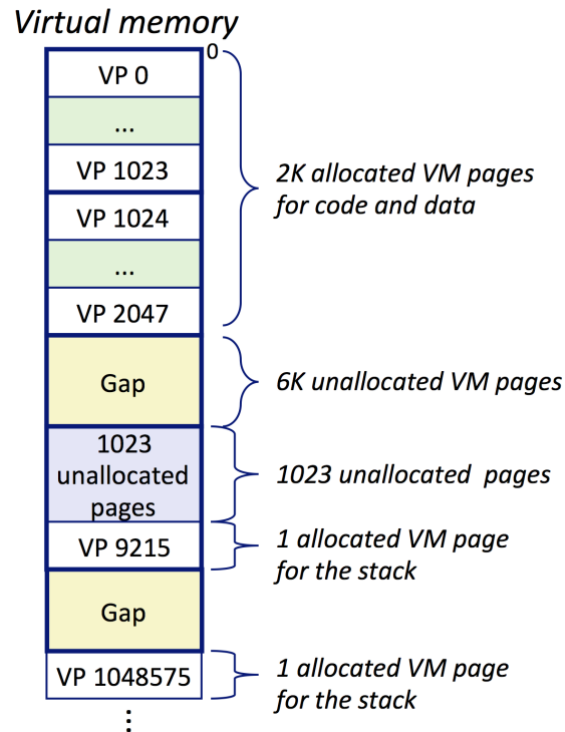 Virtual memory
0
VP 0
...
VP 1023
VP 1024
...
VP 2047
2K allocated VM pages
for code and data
Gap
6K unallocated VM pages
1023
unallocated
pages
1023 unallocated pages
VP 9215
1 allocated VM page
for the stack
Gap
VP 1048575
1 allocated VM page
for the stack
⋮